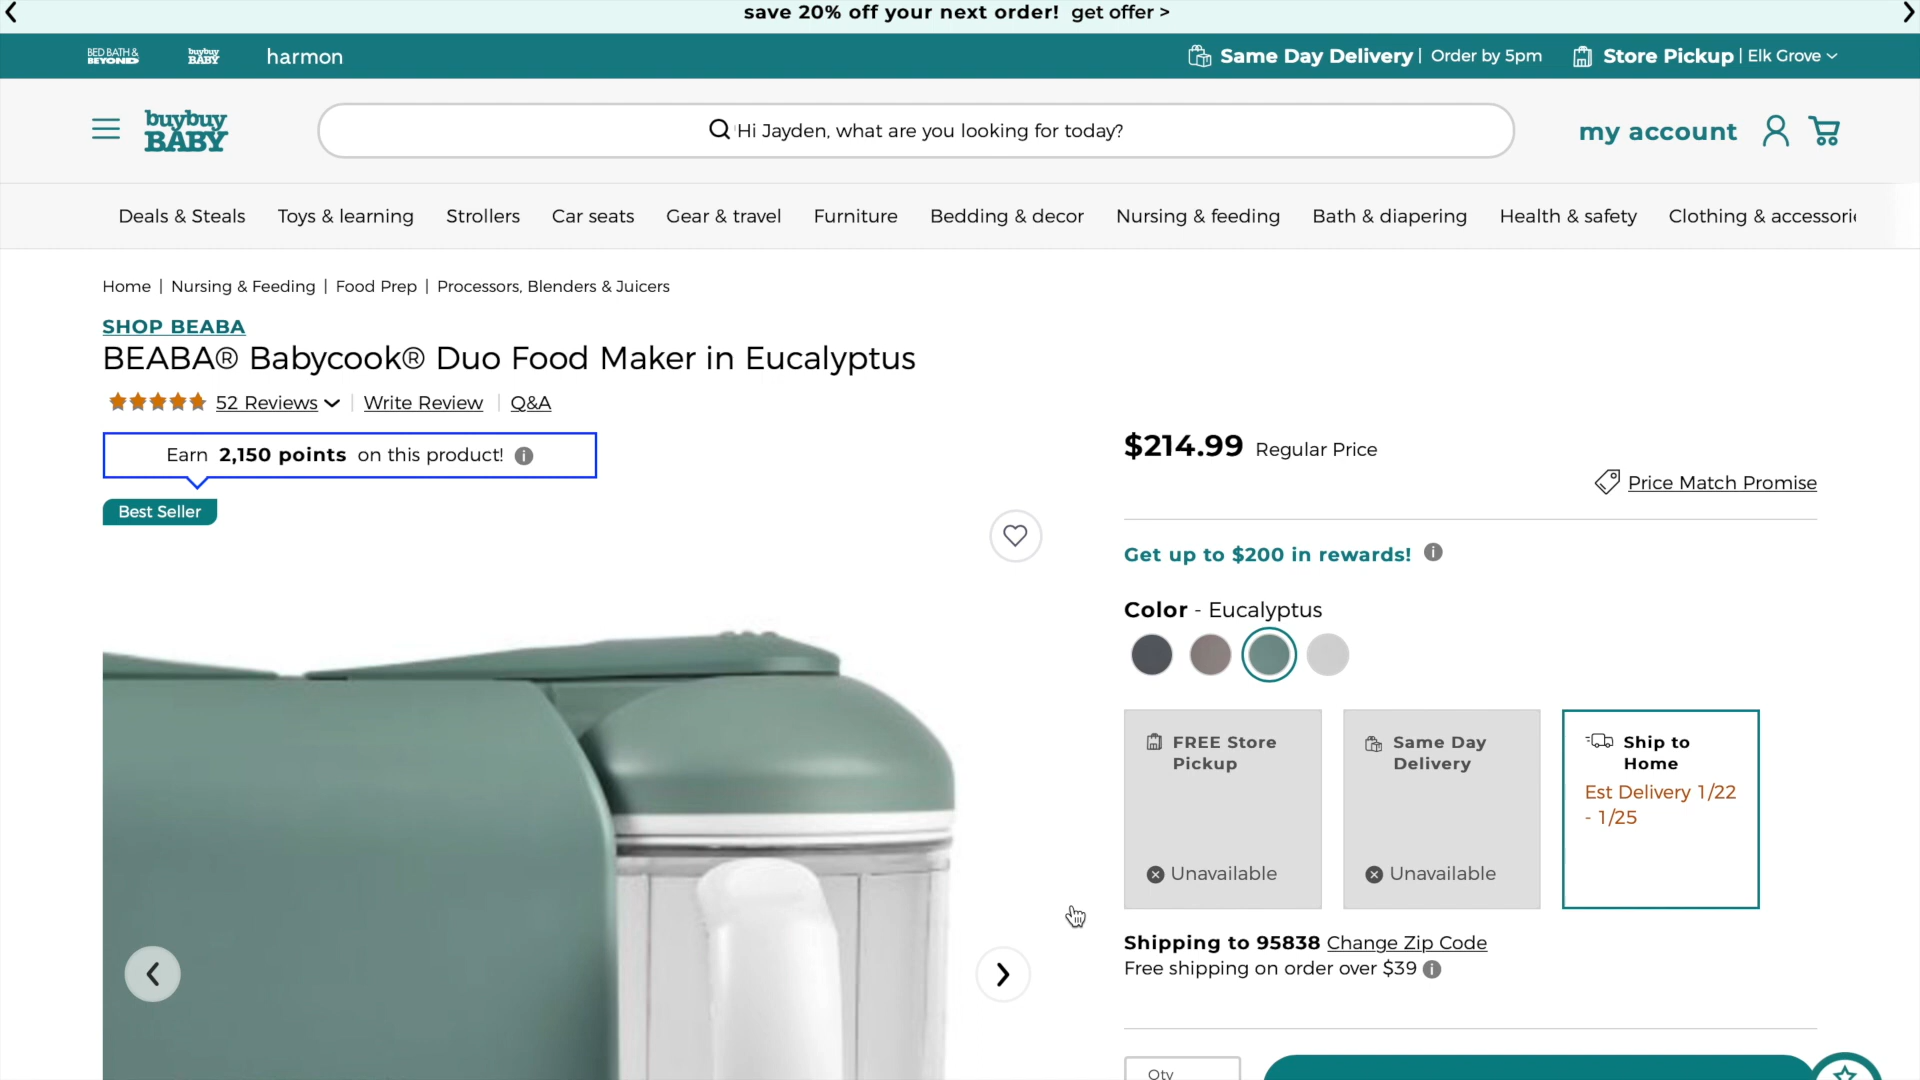 save 20% off your next order! get offer >
BED BATH & BEYOND
buybuy BABY
harmon
Same Day Delivery | Order by 5pm
Store Pickup | Elk Grove
buybuy
BABY
Hi Jayden, what are you looking for today?
my account
Deals & Steals Toys & learning Strollers Car seats Gear & travel Furniture Bedding & decor Nursing & feeding Bath & diapering Health & safety Clothing & accessorie
Home | Nursing & Feeding | Food Prep | Processors, Blenders & Juicers
SHOP BEABA
BEABA® Babycook® Duo Food Maker in Eucalyptus
52 Reviews | Write Review | Q&A
Earn 2,150 points on this product!
Best Seller
$214.99 Regular Price
Price Match Promise
Get up to $200 in rewards!
Color - Eucalyptus
FREE Store
Pickup
Unavailable
Same Day
Delivery
Unavailable
Ship to
Home
Est Delivery 1/22
- 1/25
Shipping to 95838 Change Zip Code
Free shipping on order over $39
Qty